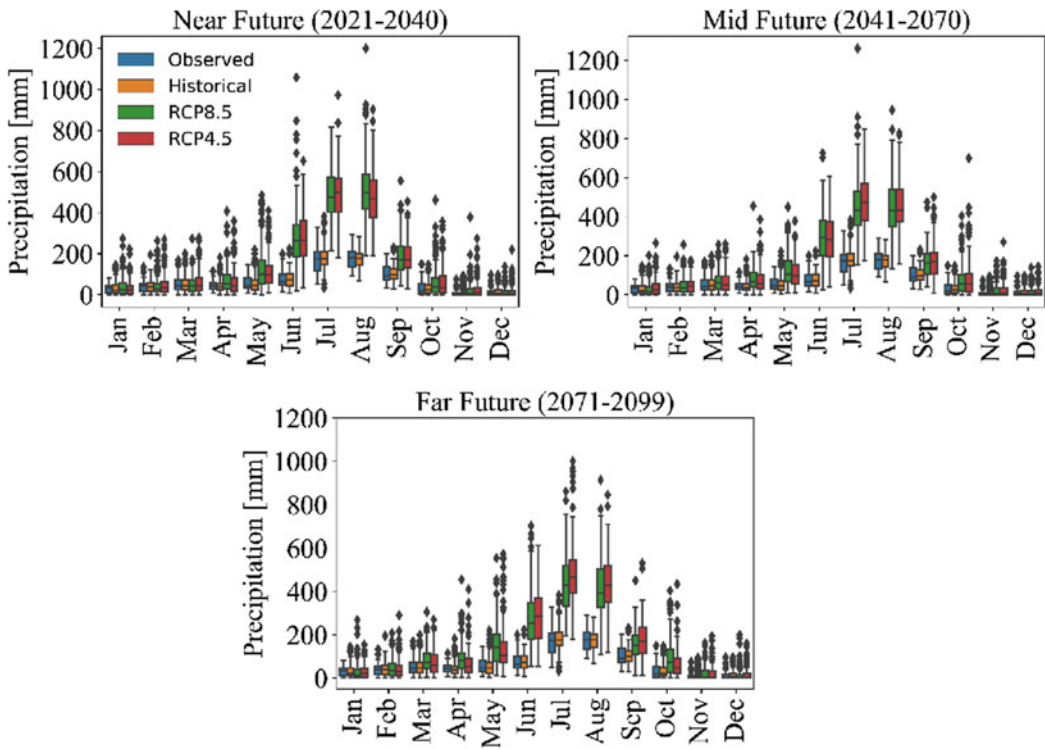 Near Future (2021-2040)
Precipitation [mm]
1200
1000
800
600
400
200
0
Observed
Historical
RCP8.5
RCP4.5
Jan
Feb
Mar
Apr
May
Jun
Jul
Aug
Sep
Oct
Nov
Dec
Mid Future (2041-2070)
Precipitation [mm]
1200
1000
800
600
400
200
0
Jan
Feb
Mar
Apr
May
Jun
Jul
Aug
Sep
Oct
Nov
Dec
Far Future (2071-2099)
Precipitation [mm]
1200
1000
800
600
400
200
0
Jan
Feb
Mar
Apr
May
Jun
Jul
Aug
Sep
Oct
Nov
Dec